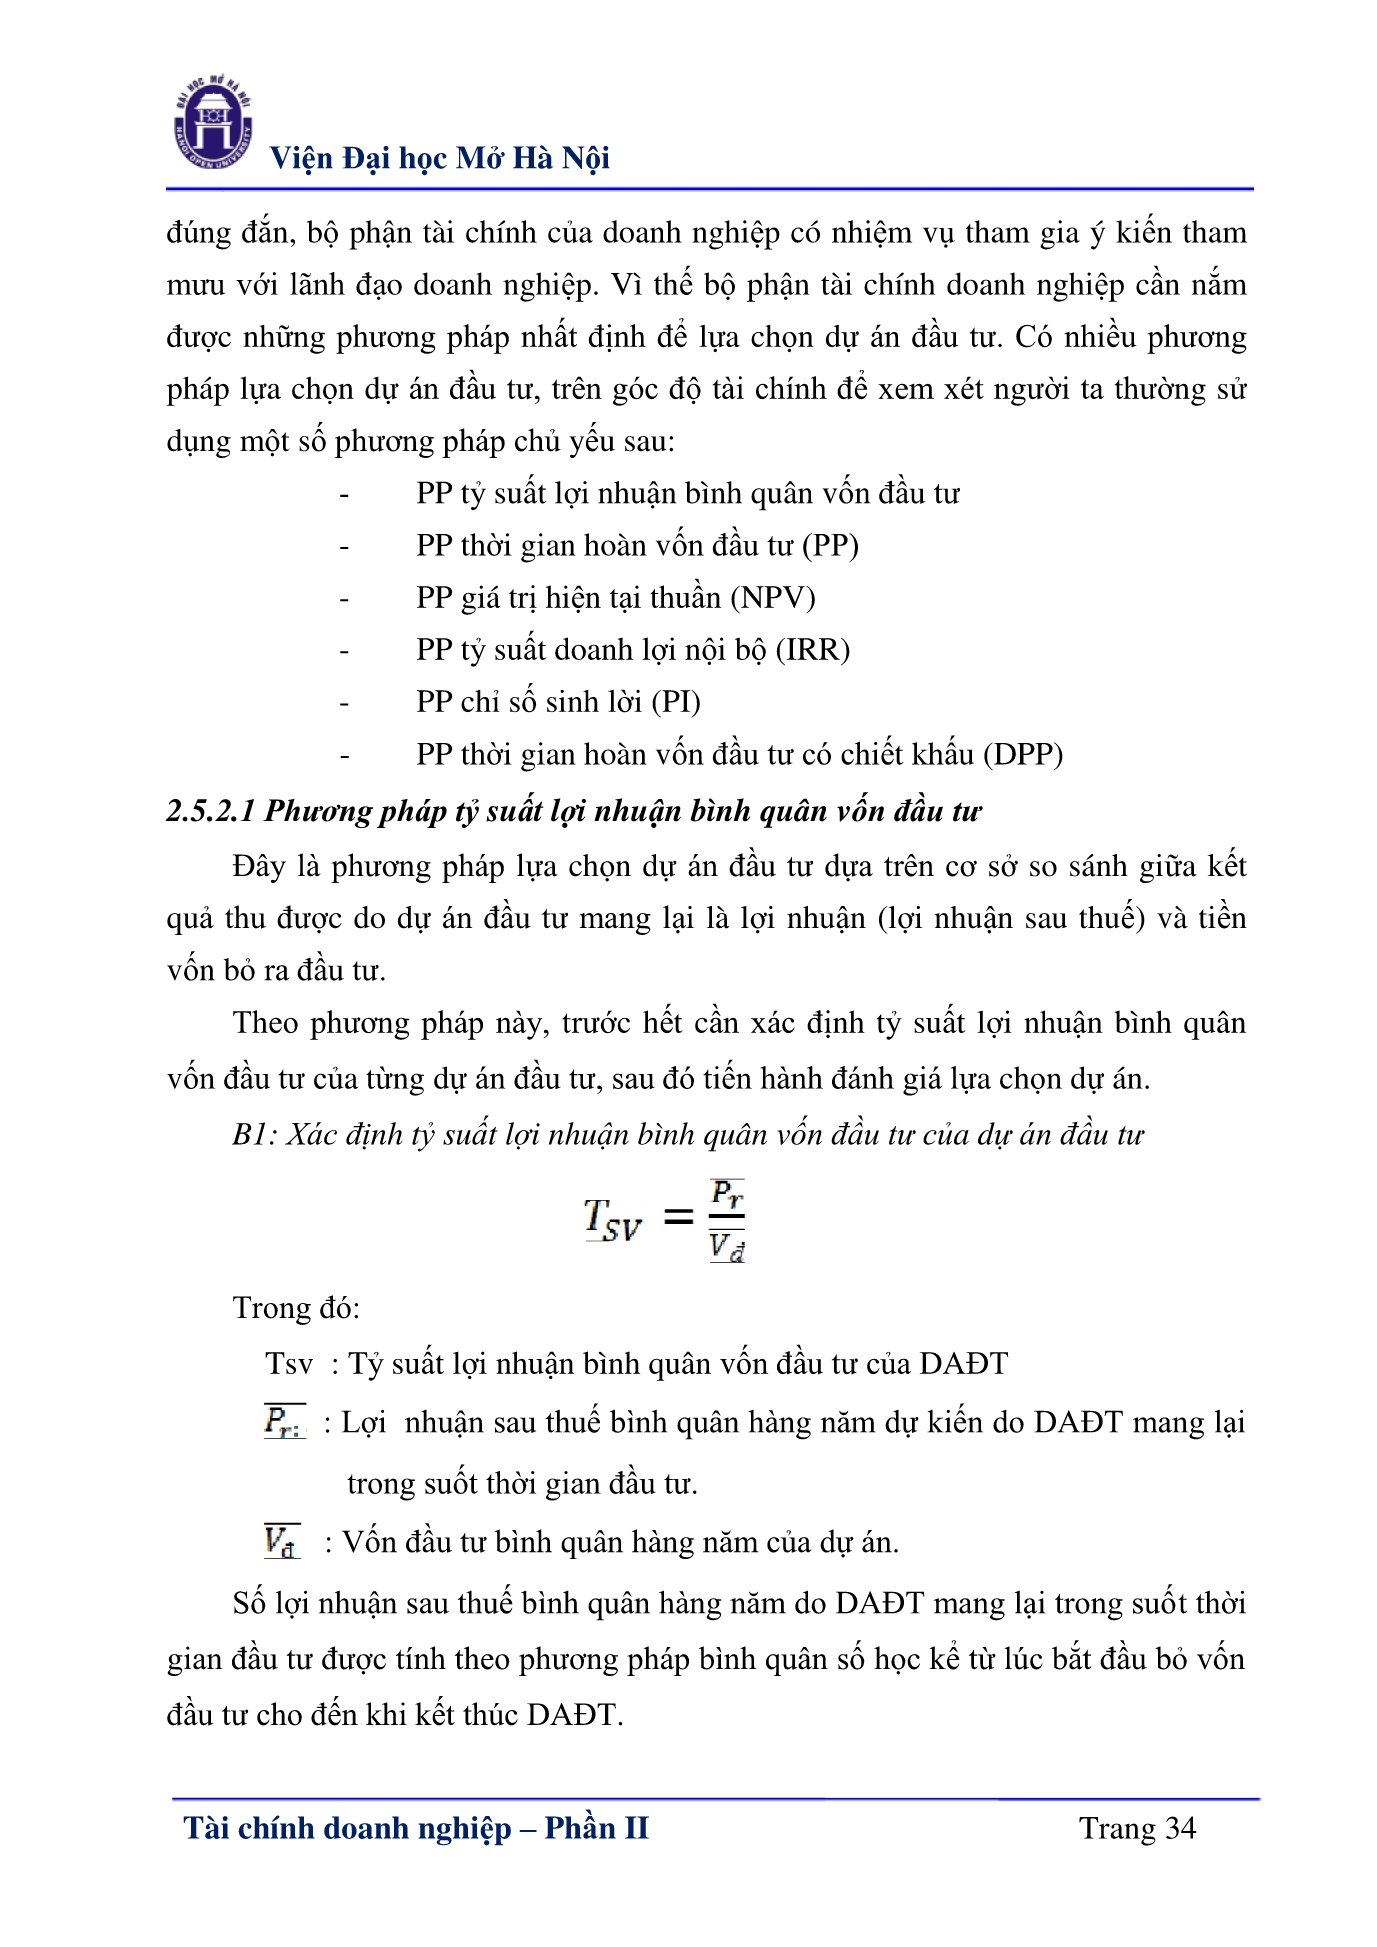 ĐẠI HỌC MỞ HÀ NỘI
HANOI OPEN UNIVERSITY
Viện Đại học Mở Hà Nội
đúng đắn, bộ phận tài chính của doanh nghiệp có nhiệm vụ tham gia ý kiến tham
mưu với lãnh đạo doanh nghiệp. Vì thế bộ phận tài chính doanh nghiệp cần nắm
được những phương pháp nhất định để lựa chọn dự án đầu tư. Có nhiều phương
pháp lựa chọn dự án đầu tư, trên góc độ tài chính để xem xét người ta thường sử
dụng một số phương pháp chủ yếu sau:
- PP tỷ suất lợi nhuận bình quân vốn đầu tư
- PP thời gian hoàn vốn đầu tư (PP)
- PP giá trị hiện tại thuần (NPV)
- PP tỷ suất doanh lợi nội bộ (IRR)
- PP chỉ số sinh lời (PI)
- PP thời gian hoàn vốn đầu tư có chiết khấu (DPP)
2.5.2.1 Phương pháp tỷ suất lợi nhuận bình quân vốn đầu tư
Đây là phương pháp lựa chọn dự án đầu tư dựa trên cơ sở so sánh giữa kết
quả thu được do dự án đầu tư mang lại là lợi nhuận (lợi nhuận sau thuế) và tiền
vốn bỏ ra đầu tư.
Theo phương pháp này, trước hết cần xác định tỷ suất lợi nhuận bình quân
vốn đầu tư của từng dự án đầu tư, sau đó tiến hành đánh giá lựa chọn dự án.
B1: Xác định tỷ suất lợi nhuận bình quân vốn đầu tư của dự án đầu tư
T_SV = P_r / V_đ
Trong đó:
Tsv : Tỷ suất lợi nhuận bình quân vốn đầu tư của DAĐT
P_r: : Lợi nhuận sau thuế bình quân hàng năm dự kiến do DAĐT mang lại
trong suốt thời gian đầu tư.
V_đ : Vốn đầu tư bình quân hàng năm của dự án.
Số lợi nhuận sau thuế bình quân hàng năm do DAĐT mang lại trong suốt thời
gian đầu tư được tính theo phương pháp bình quân số học kể từ lúc bắt đầu bỏ vốn
đầu tư cho đến khi kết thúc DAĐT.
Tài chính doanh nghiệp – Phần II Trang 34